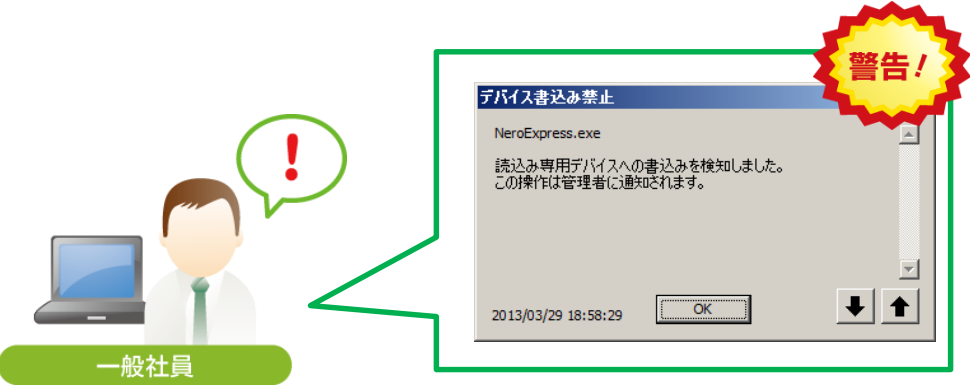 警告!
デバイス書込み禁止
NeroExpress.exe
読込み専用デバイスへの書込みを検知しました。
この操作は管理者に通知されます。
!
2013/03/29 18:58:29
OK
一般社員